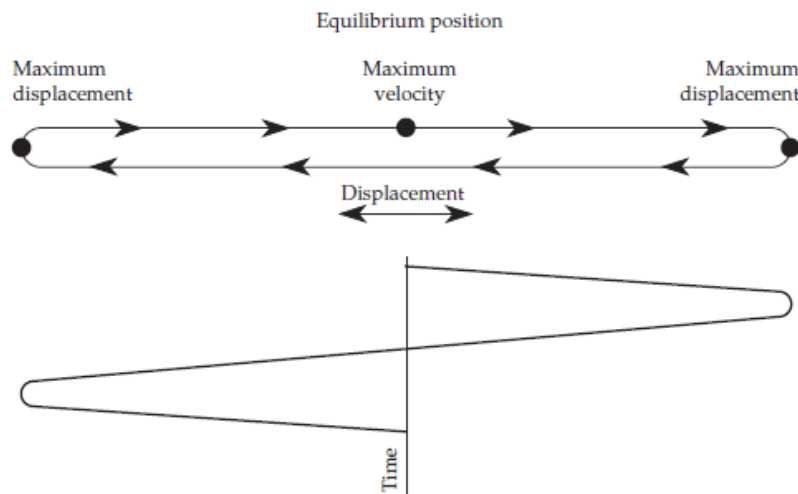 Equilibrium position
Maximum
displacement
Maximum
velocity
Maximum
displacement
Displacement
Time